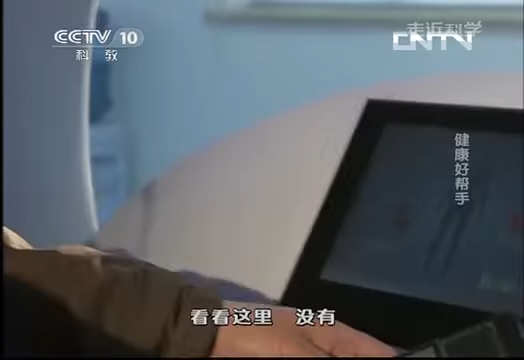 CCTV 10
科教
走近科学
CNTV
健康好帮手
看看这里 没有